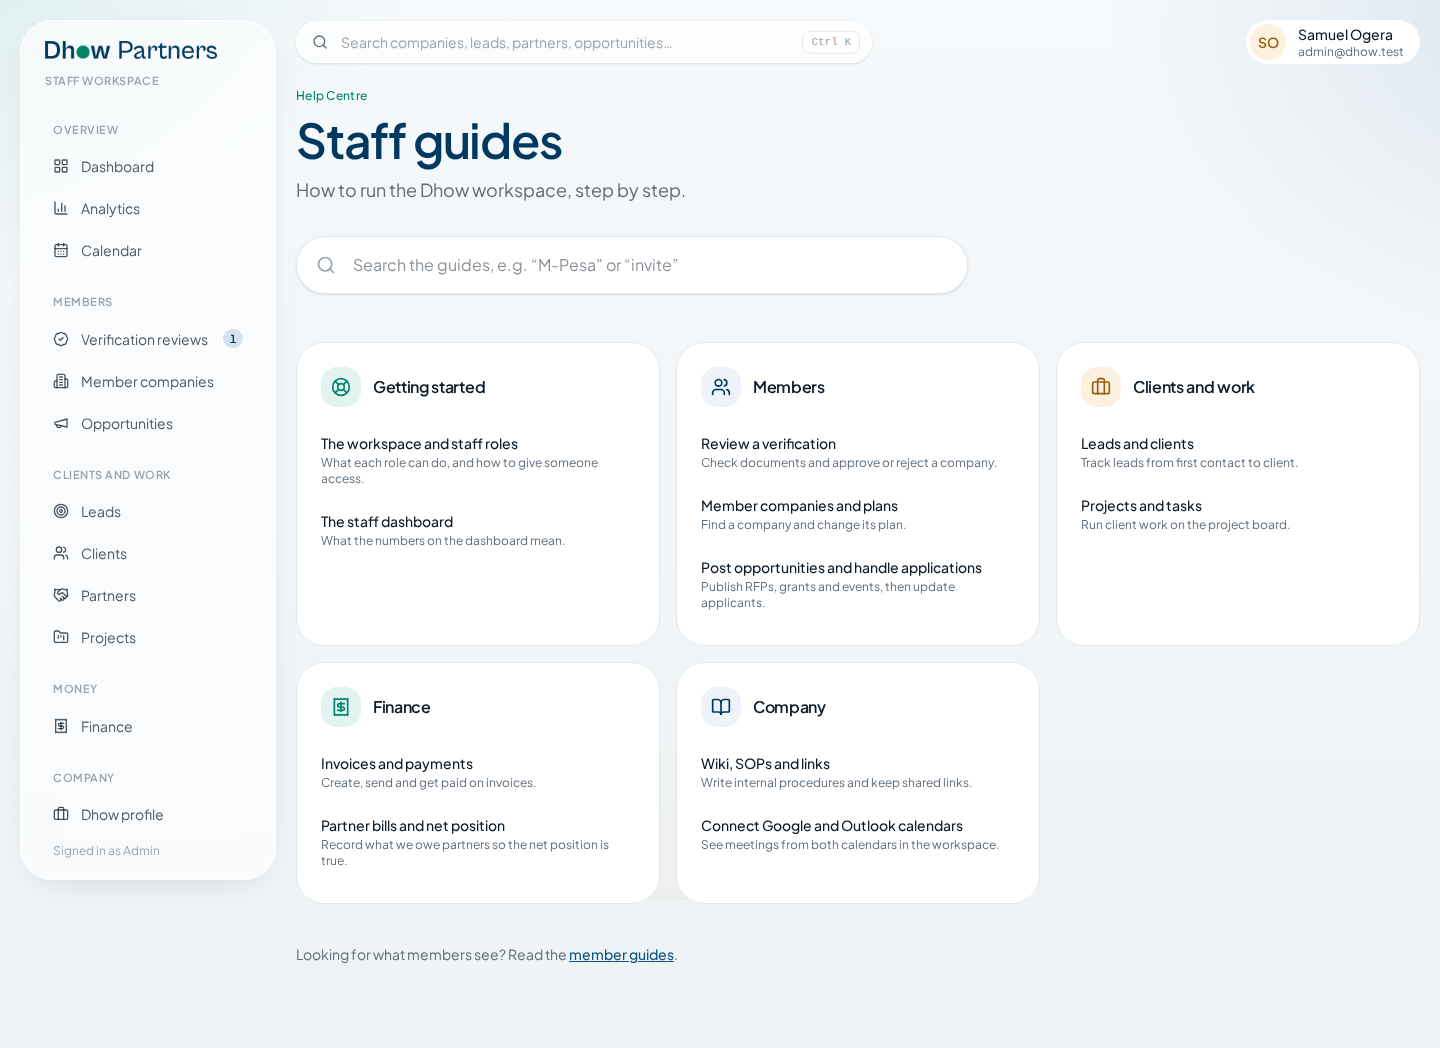 Dhow Partners
STAFF WORKSPACE
OVERVIEW
Dashboard
Analytics
Calendar
MEMBERS
Verification reviews 1
Member companies
Opportunities
CLIENTS AND WORK
Leads
Clients
Partners
Projects
MONEY
Finance
COMPANY
Dhow profile
Signed in as Admin
Search companies, leads, partners, opportunities...
Ctrl K
SO
Samuel Ogera
admin@dhow.test
Help Centre
Staff guides
How to run the Dhow workspace, step by step.
Search the guides, e.g. “M-Pesa” or “invite”
Getting started
The workspace and staff roles
What each role can do, and how to give someone
access.
The staff dashboard
What the numbers on the dashboard mean.
Members
Review a verification
Check documents and approve or reject a company.
Member companies and plans
Find a company and change its plan.
Post opportunities and handle applications
Publish RFPs, grants and events, then update
applicants.
Clients and work
Leads and clients
Track leads from first contact to client.
Projects and tasks
Run client work on the project board.
Finance
Invoices and payments
Create, send and get paid on invoices.
Partner bills and net position
Record what we owe partners so the net position is
true.
Company
Wiki, SOPs and links
Write internal procedures and keep shared links.
Connect Google and Outlook calendars
See meetings from both calendars in the workspace.
Looking for what members see? Read the member guides.